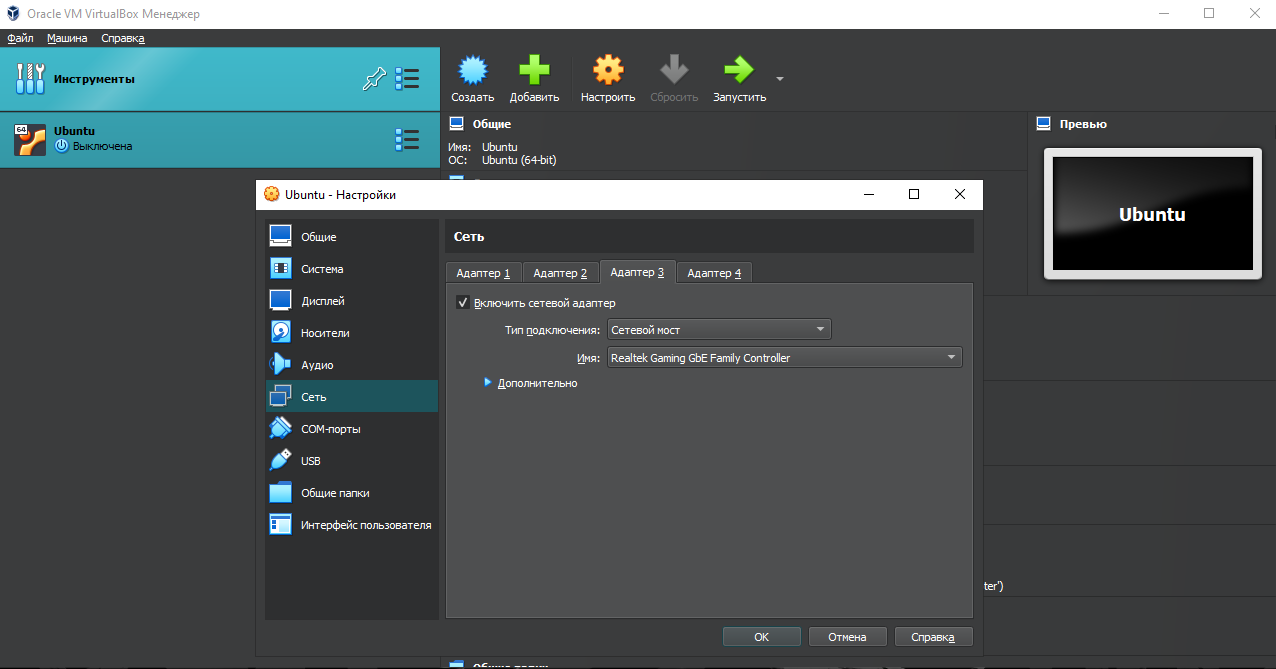 Oracle VM VirtualBox Менеджер
Файл Машина Справка
Инструменты
Создать Добавить Настроить Сбросить Запустить
64
Ubuntu
Выключена
Общие
Имя: Ubuntu
ОС: Ubuntu (64-bit)
Превью
Ubuntu
Ubuntu - Настройки
Общие
Система
Дисплей
Носители
Аудио
Сеть
COM-порты
USB
Общие папки
Интерфейс пользователя
Сеть
Адаптер 1 Адаптер 2 Адаптер 3 Адаптер 4
Включить сетевой адаптер
Тип подключения: Сетевой мост
Имя: Realtek Gaming GbE Family Controller
Дополнительно
ter')
OK Отмена Справка
Общие папки